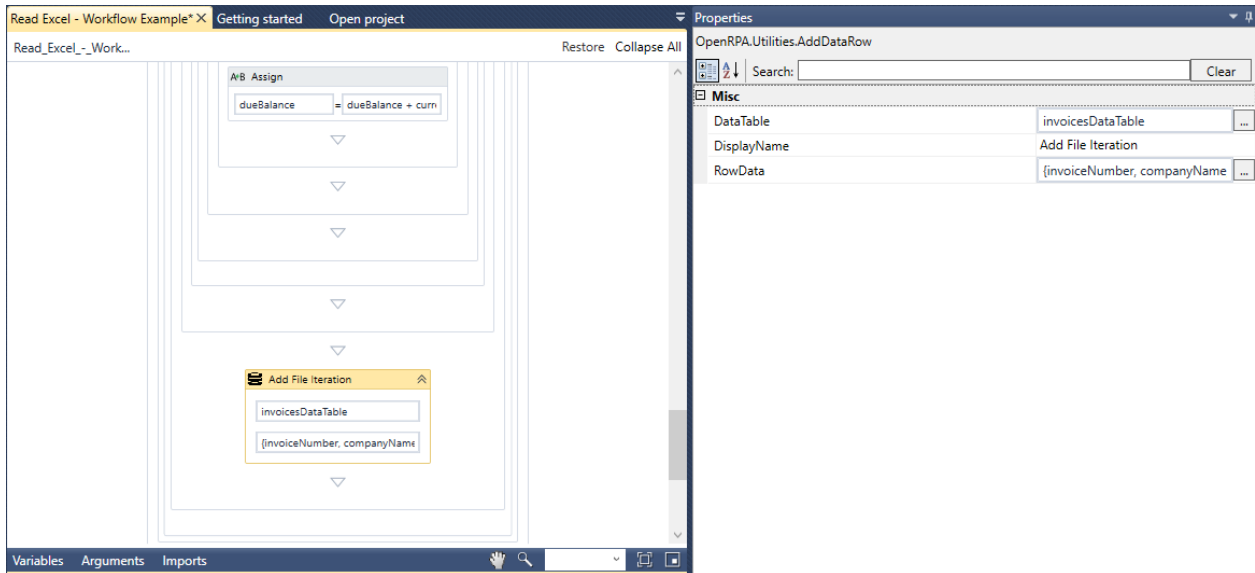 Read Excel - Workflow Example* X Getting started Open project
Read_Excel_-_Work... Restore Collapse All
A+B Assign
dueBalance = dueBalance + curr
Add File Iteration
invoicesDataTable
{invoiceNumber, companyName
Variables Arguments Imports
Properties
OpenRPA.Utilities.AddDataRow
Search: Clear
Misc
DataTable invoicesDataTable ...
DisplayName Add File Iteration
RowData {invoiceNumber, companyName ...